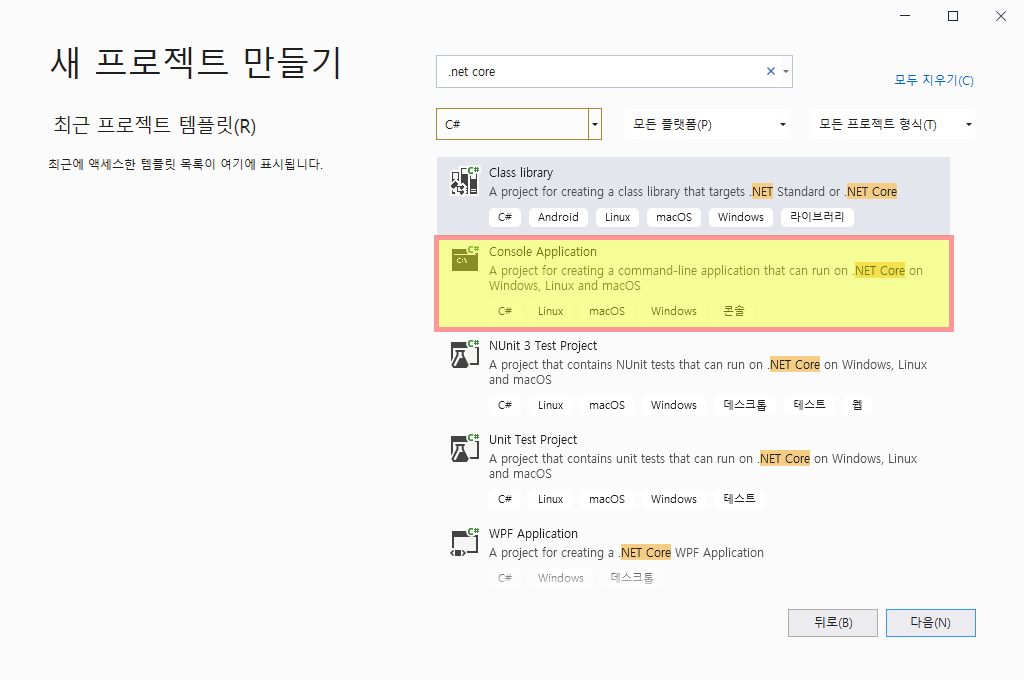 새 프로젝트 만들기
최근 프로젝트 템플릿(R)
최근에 액세스한 템플릿 목록이 여기에 표시됩니다.
.net core
모두 지우기(C)
C#
모든 플랫폼(P)
모든 프로젝트 형식(T)
C#
Class library
A project for creating a class library that targets .NET Standard or .NET Core
C# Android Linux macOS Windows 라이브러리
C#
C:\
Console Application
A project for creating a command-line application that can run on .NET Core on
Windows, Linux and macOS
C# Linux macOS Windows 콘솔
C#
NUnit 3 Test Project
A project that contains NUnit tests that can run on .NET Core on Windows, Linux
and macOS
C# Linux macOS Windows 데스크톱 테스트 웹
C#
Unit Test Project
A project that contains unit tests that can run on .NET Core on Windows, Linux
and macOS
C# Linux macOS Windows 테스트
C#
WPF Application
A project for creating a .NET Core WPF Application
C# Windows 데스크톱
뒤로(B)
다음(N)